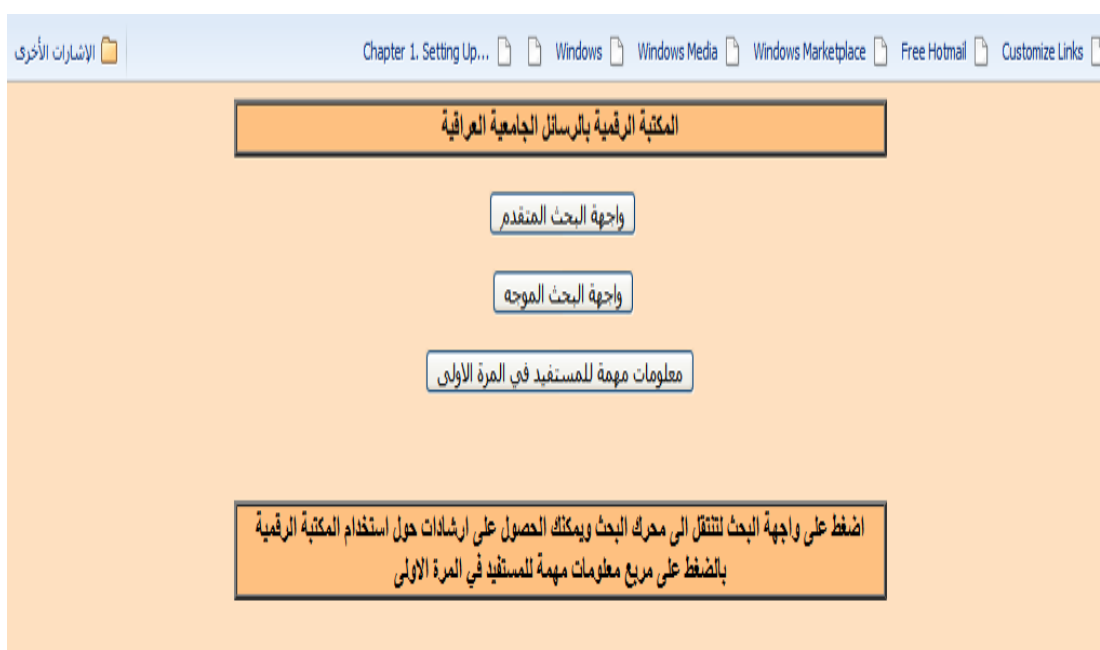 Customize Links
Free Hotmail
Windows Marketplace
Windows Media
Windows
Chapter 1. Setting Up...
الإشارات الأخرى
المكتبة الرقمية بالرسائل الجامعية العراقية
واجهة البحث المتقدم
واجهة البحث الموجه
معلومات مهمة للمستفيد في المرة الاولى
اضغط على واجهة البحث لتنتقل الى محرك البحث ويمكنك الحصول على ارشادات حول استخدام المكتبة الرقمية
بالضغط على مربع معلومات مهمة للمستفيد في المرة الاولى